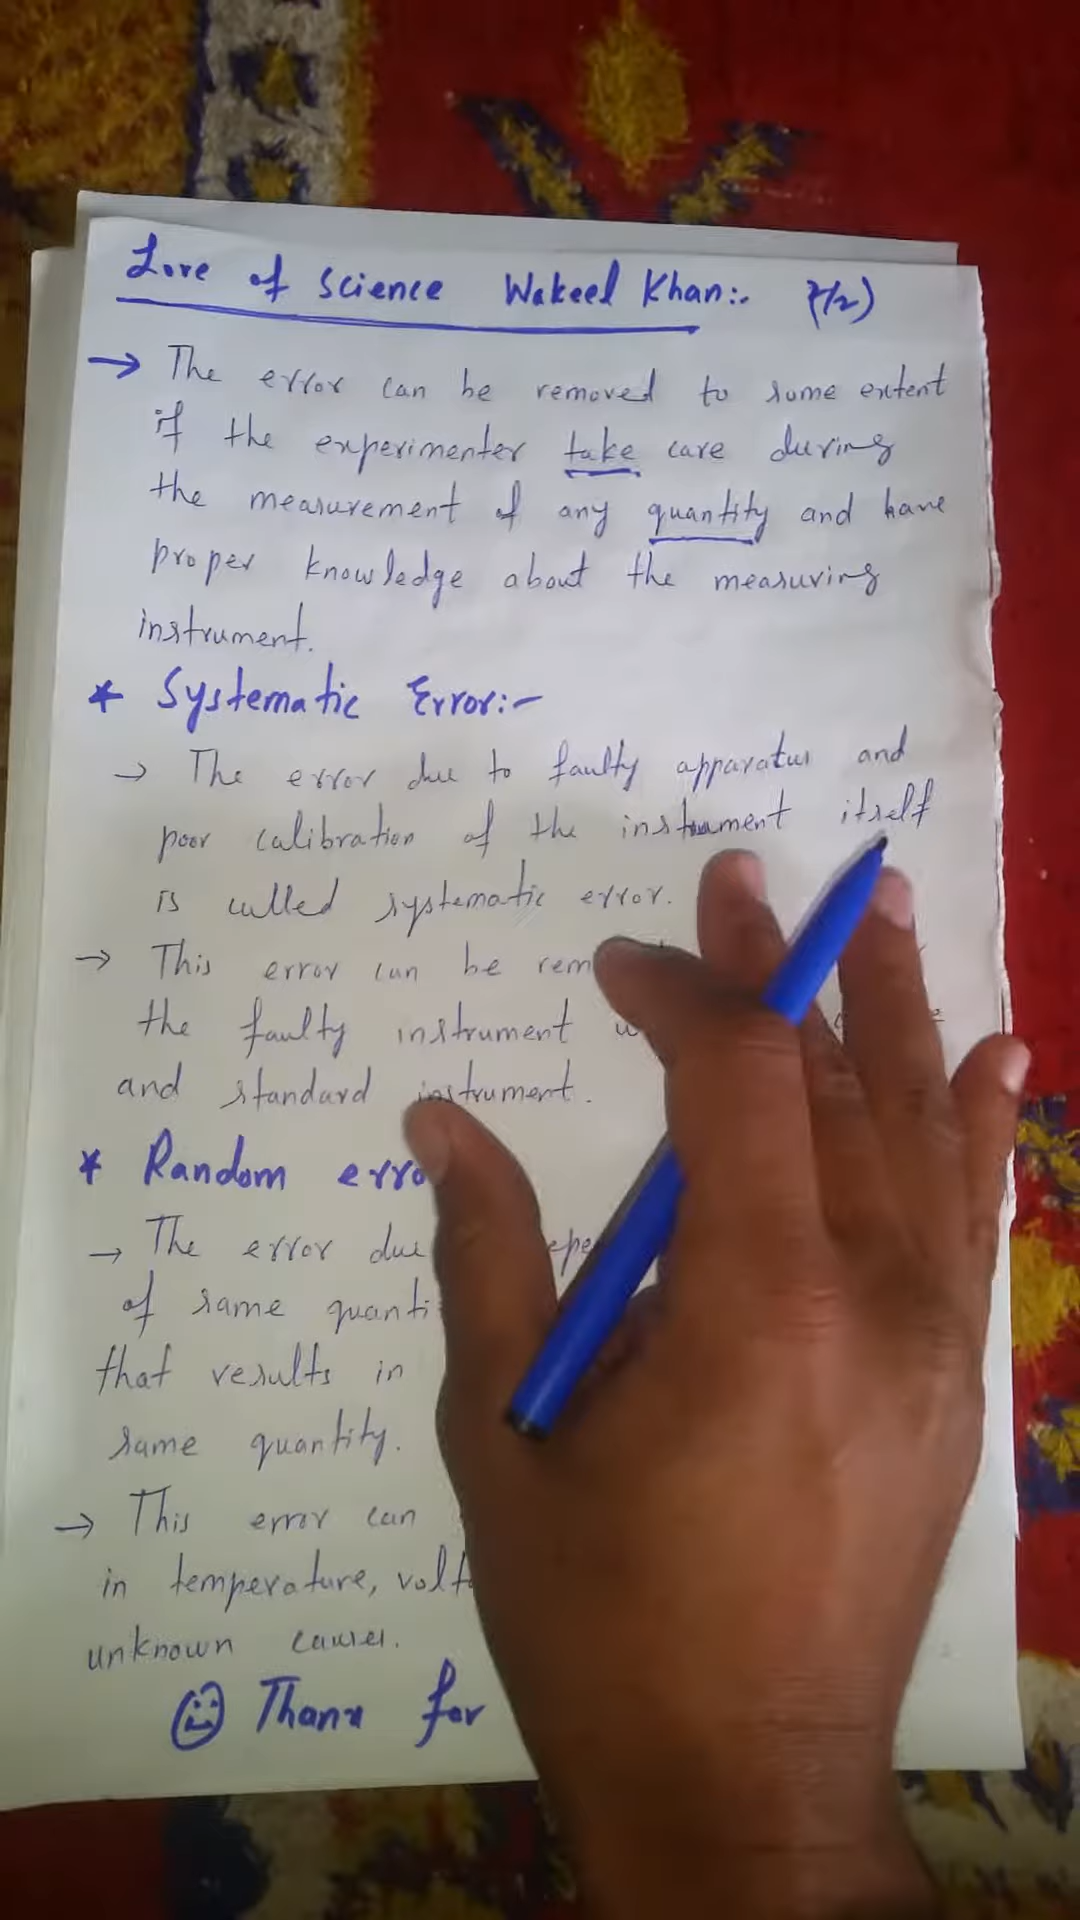 Love of Science Wakeel Khan:. (2/2)
→ The error can be removed to some extent
if the experimenter take care during
the measurement of any quantity and have
proper knowledge about the measuring
instrument.
* Systematic Error:-
→ The error due to faulty apparatus and
poor calibration of the instrument itself
is called systematic error.
→ This error can be rem
the faulty instrument
and standard instrument.
* Random erro
→ The error due epe
of same quanti
that results in
same quantity.
→ This error can
in temperature, volt
unknown causes.
Thanx for